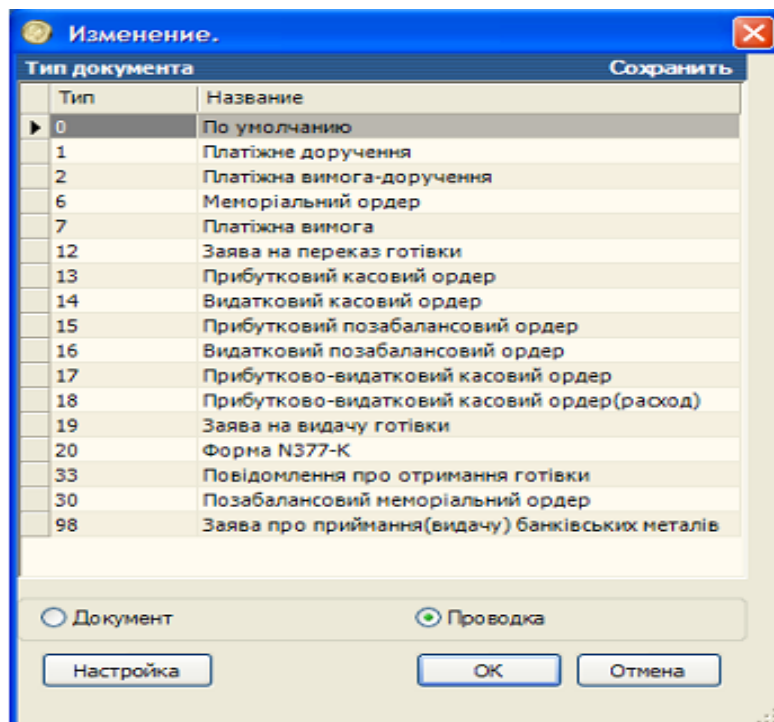 Изменение.
Тип документа Сохранить
Тип Название
0 По умолчанию
1 Платіжне доручення
2 Платіжна вимога-доручення
6 Меморіальний ордер
7 Платіжна вимога
12 Заява на переказ готівки
13 Прибутковий касовий ордер
14 Видатковий касовий ордер
15 Прибутковий позабалансовий ордер
16 Видатковий позабалансовий ордер
17 Прибутково-видатковий касовий ордер
18 Прибутково-видатковий касовий ордер(расход)
19 Заява на видачу готівки
20 Форма N377-К
33 Повідомлення про отримання готівки
30 Позабалансовий меморіальний ордер
98 Заява про приймання(видачу) банківських металів
Документ Проводка
Настройка ОК Отмена